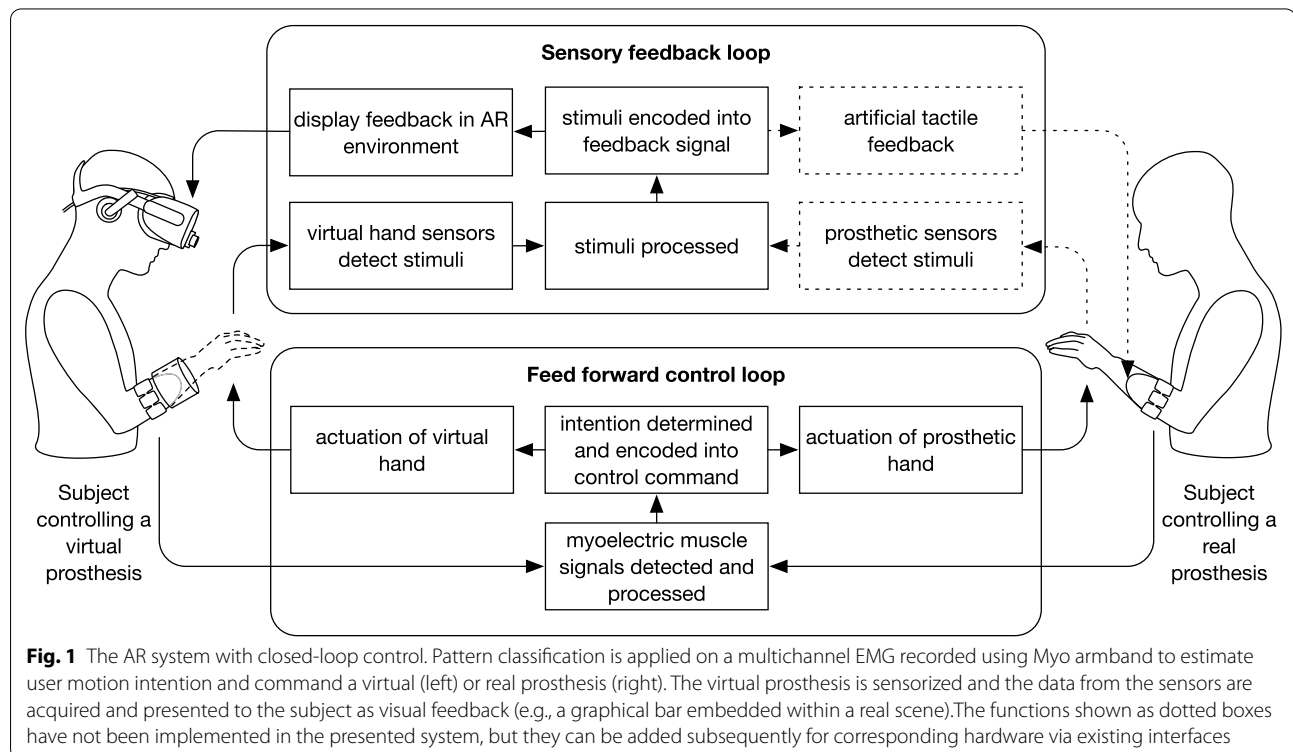 Sensory feedback loop
display feedback in AR
environment
stimuli encoded into
feedback signal
artificial tactile
feedback
virtual hand sensors
detect stimuli
stimuli processed
prosthetic sensors
detect stimuli
Feed forward control loop
actuation of virtual
hand
intention determined
and encoded into
control command
actuation of prosthetic
hand
Subject
controlling a
virtual
prosthesis
myoelectric muscle
signals detected and
processed
Subject
controlling a
real
prosthesis
Fig. 1 The AR system with closed-loop control. Pattern classification is applied on a multichannel EMG recorded using Myo armband to estimate
user motion intention and command a virtual (left) or real prosthesis (right). The virtual prosthesis is sensorized and the data from the sensors are
acquired and presented to the subject as visual feedback (e.g., a graphical bar embedded within a real scene).The functions shown as dotted boxes
have not been implemented in the presented system, but they can be added subsequently for corresponding hardware via existing interfaces